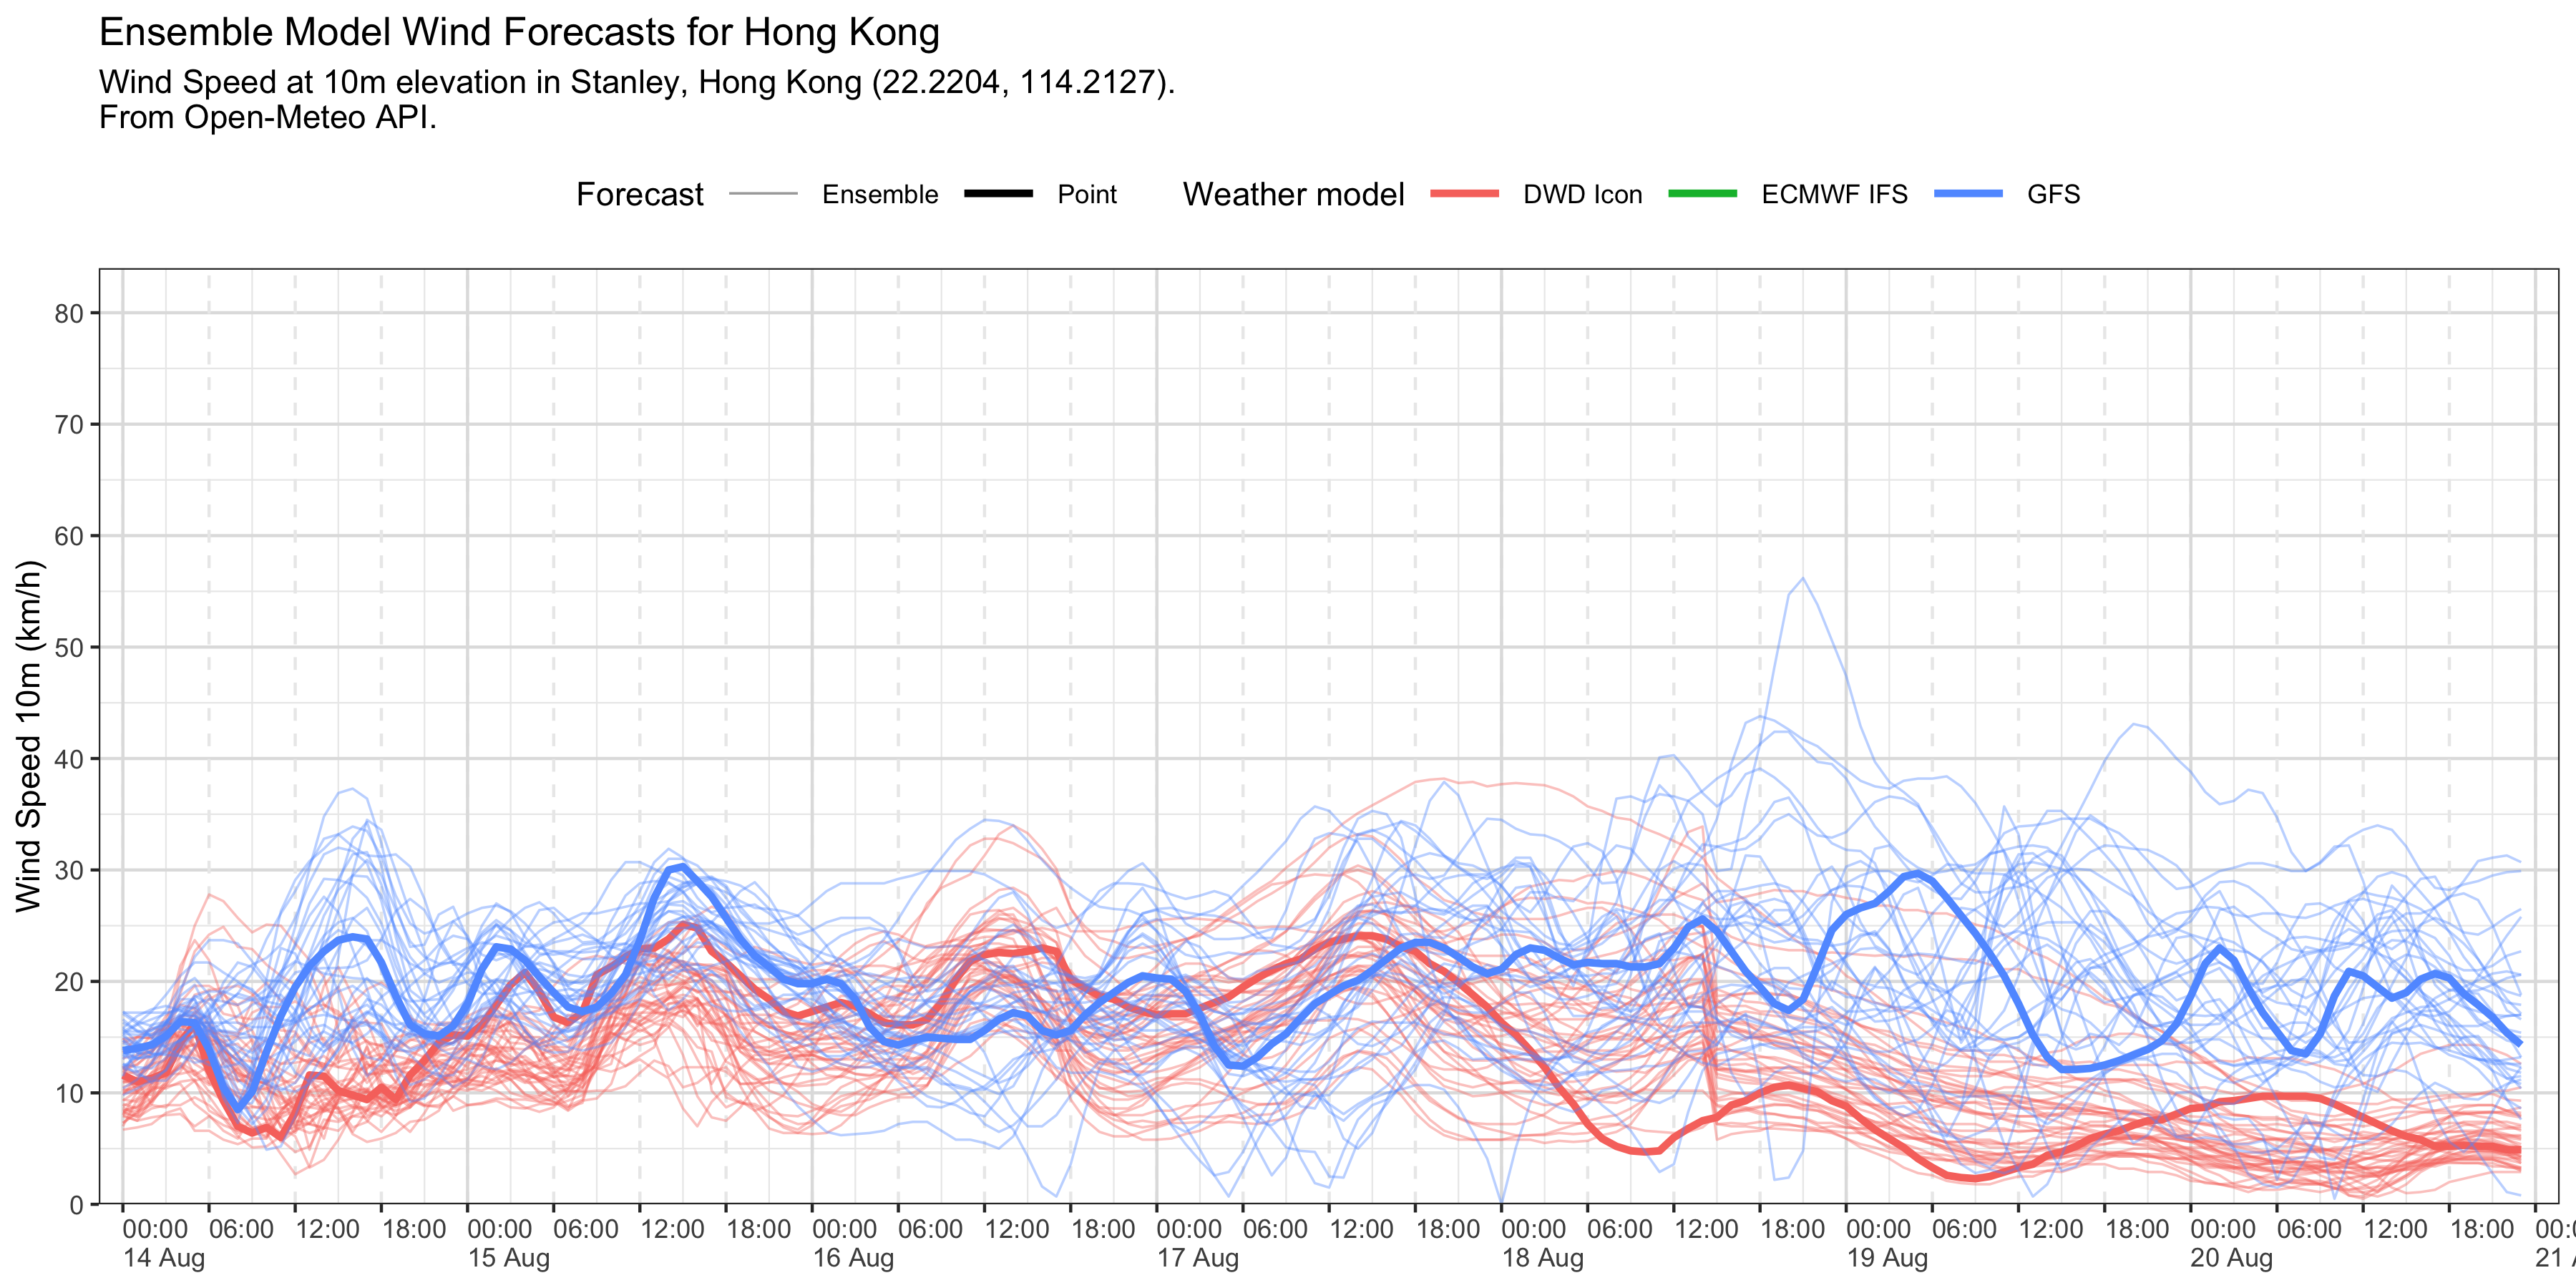 Ensemble Model Wind Forecasts for Hong Kong
Wind Speed at 10m elevation in Stanley, Hong Kong (22.2204, 114.2127).
From Open-Meteo API.
Forecast Ensemble Point Weather model DWD Icon ECMWF IFS GFS
Wind Speed 10m (km/h)
80
70
60
50
40
30
20
10
0
00:00 06:00 12:00 18:00 00:00 06:00 12:00 18:00 00:00 06:00 12:00 18:00 00:00 06:00 12:00 18:00 00:00 06:00 12:00 18:00 00:00 06:00 12:00 18:00 00:00 06:00 12:00 18:00 00:0
14 Aug 15 Aug 16 Aug 17 Aug 18 Aug 19 Aug 20 Aug 21 A